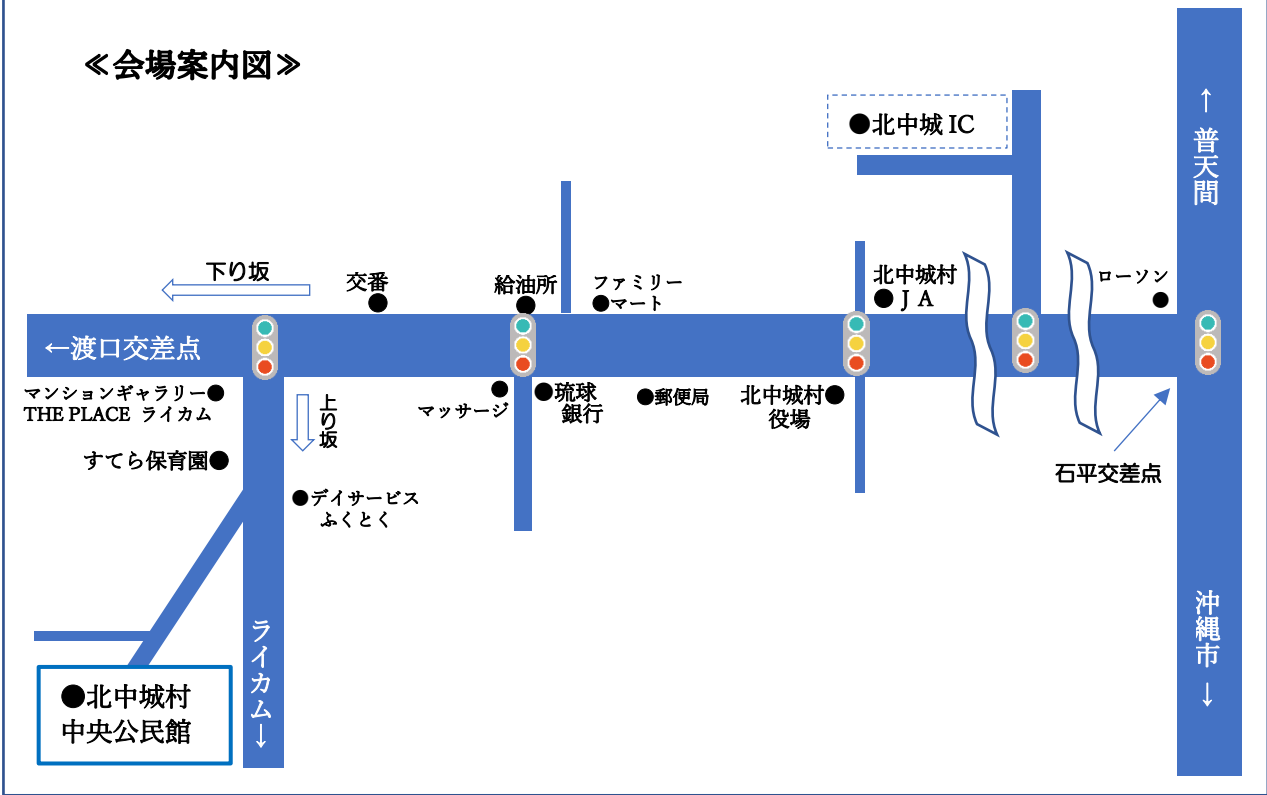 ≪会場案内図≫
●北中城 IC
↑普天間
下り坂
交番
給油所
ファミリー
●マート
北中城村
●ＪＡ
ローソン
←渡口交差点
マンションギャラリー●
THE PLACE ライカム
上り坂
マッサージ
●琉球
銀行
●郵便局
北中城村●
役場
すてら保育園●
石平交差点
●デイサービス
ふくとく
ライカム↓
沖縄市↓
●北中城村
中央公民館